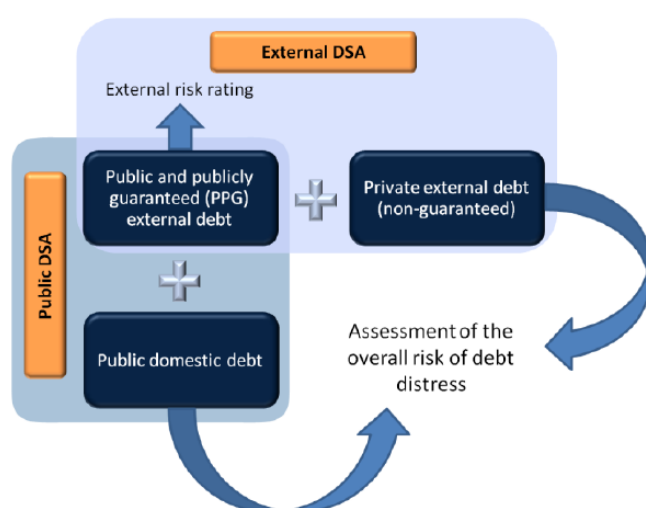 External DSA
External risk rating
Public and publicly
guaranteed (PPG)
external debt
Private external debt
(non-guaranteed)
Public DSA
Public domestic debt
Assessment of the
overall risk of debt
distress